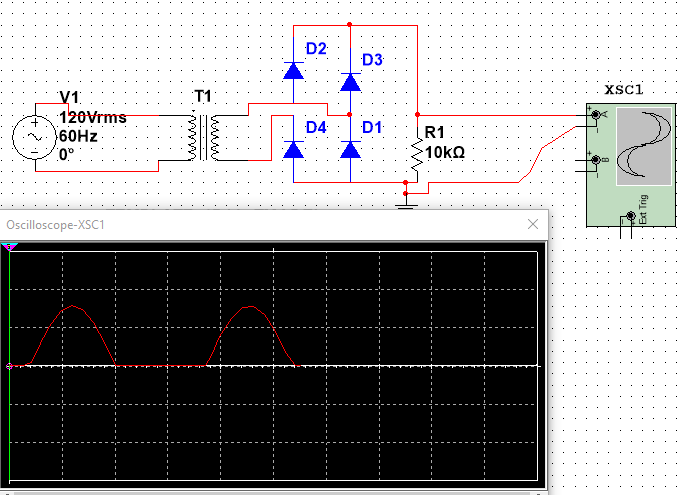 D2
D3
XSC1
V1
T1
120Vrms
60Hz
0°
D4
D1
R1
10kΩ
+
A
-
+
B
-
Ext Trig
Oscilloscope-XSC1